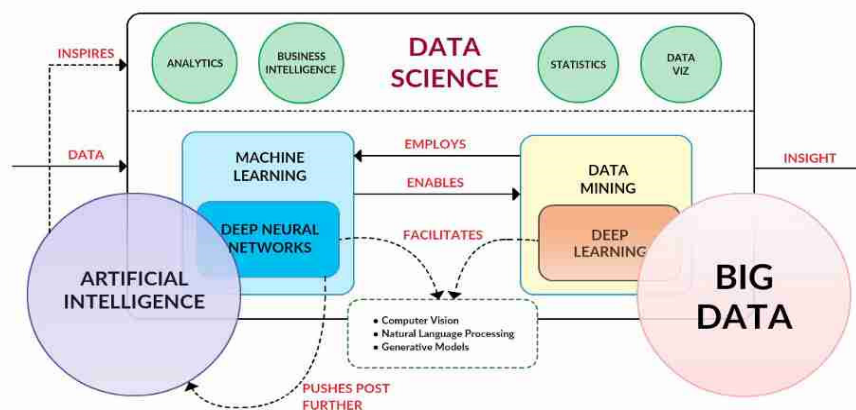 INSPIRES
ANALYTICS
BUSINESS
INTELLIGENCE
DATA
SCIENCE
STATISTICS
DATA
VIZ
DATA
MACHINE
LEARNING
EMPLOYS
ENABLES
DATA
MINING
INSIGHT
DEEP NEURAL
NETWORKS
FACILITATES
DEEP
LEARNING
ARTIFICIAL
INTELLIGENCE
BIG
DATA
• Computer Vision
• Natural Language Processing
• Generative Models
PUSHES POST
FURTHER